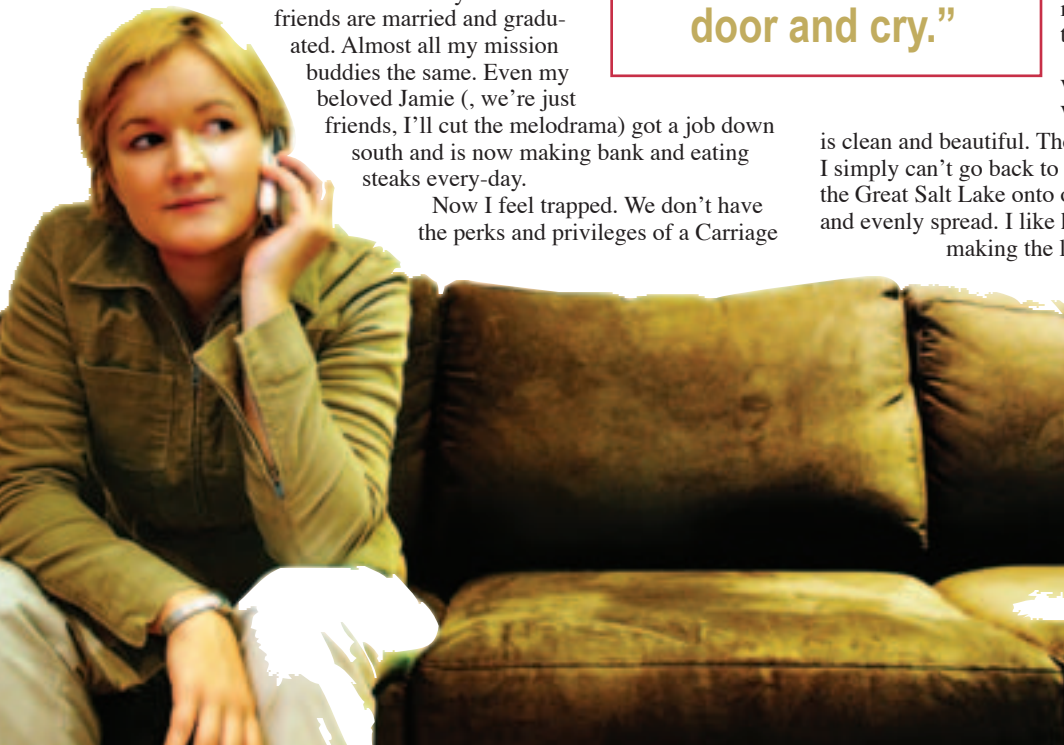 friends are married and gradu-
ated. Almost all my mission
buddies the same. Even my
beloved Jamie (, we're just
friends, I'll cut the melodrama) got a job down
south and is now making bank and eating
steaks every-day.
Now I feel trapped. We don't have
the perks and privileges of a Carriage
door and cry.”
is clean and beautiful.
I simply can't go back to
the Great Salt Lake onto
and evenly spread. I like
making the